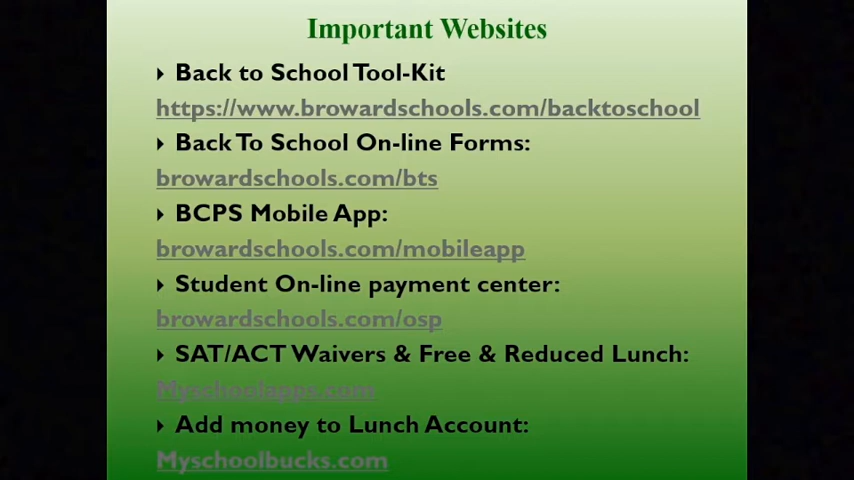 Important Websites
Back to School Tool-Kit
https://www.browardschools.com/backtoschool
Back To School On-line Forms:
browardschools.com/bts
BCPS Mobile App:
browardschools.com/mobileapp
Student On-line payment center:
browardschools.com/osp
SAT/ACT Waivers & Free & Reduced Lunch:
Myschoolapps.com
Add money to Lunch Account:
Myschoolbucks.com